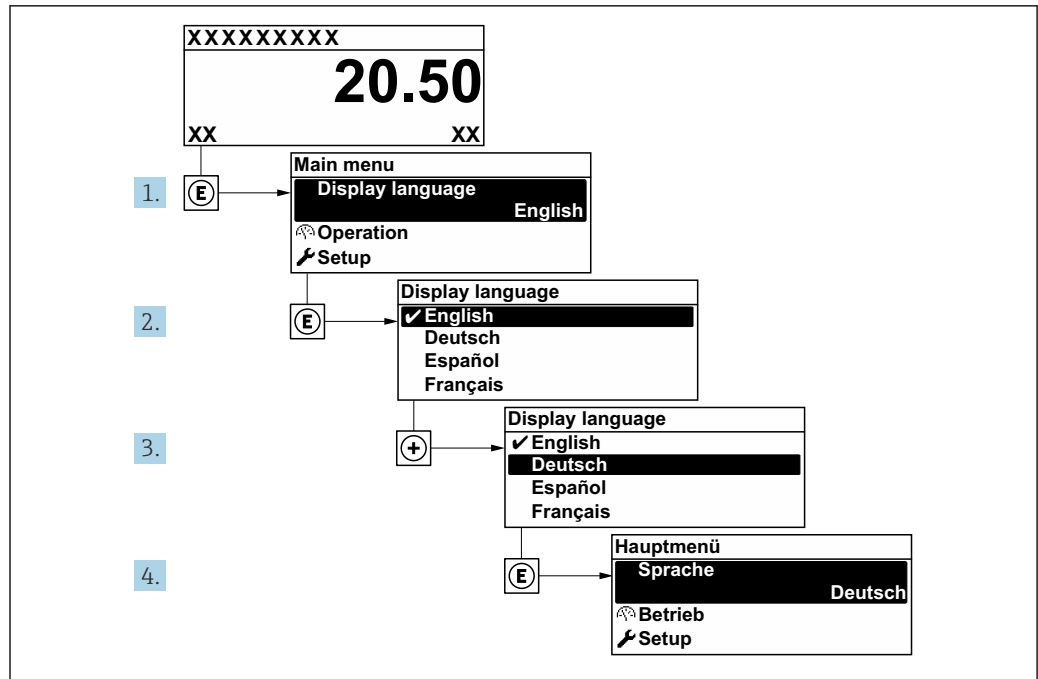 XXXXXXXXX
20.50
XX XX
Main menu
1. E
Display language
English
Operation
Setup
Display language
2. E
✔English
Deutsch
Español
Français
Display language
3. +
✔English
Deutsch
Español
Français
Hauptmenü
4. E
Sprache
Deutsch
Betrieb
Setup